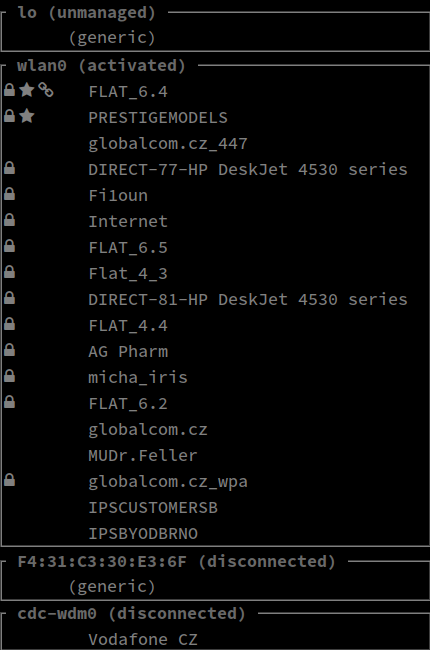 lo (unmanaged)
(generic)
wlan0 (activated)
FLAT_6.4
PRESTIGEMODELS
globalcom.cz_447
DIRECT-77-HP DeskJet 4530 series
Filoun
Internet
FLAT_6.5
Flat_4_3
DIRECT-81-HP DeskJet 4530 series
FLAT_4.4
AG Pharm
micha_iris
FLAT_6.2
globalcom.cz
MUDr.Feller
globalcom.cz_wpa
IPSCUSTOMERSB
IPSBYODBRNO
F4:31:C3:30:E3:6F (disconnected)
(generic)
cdc-wdm0 (disconnected)
Vodafone CZ